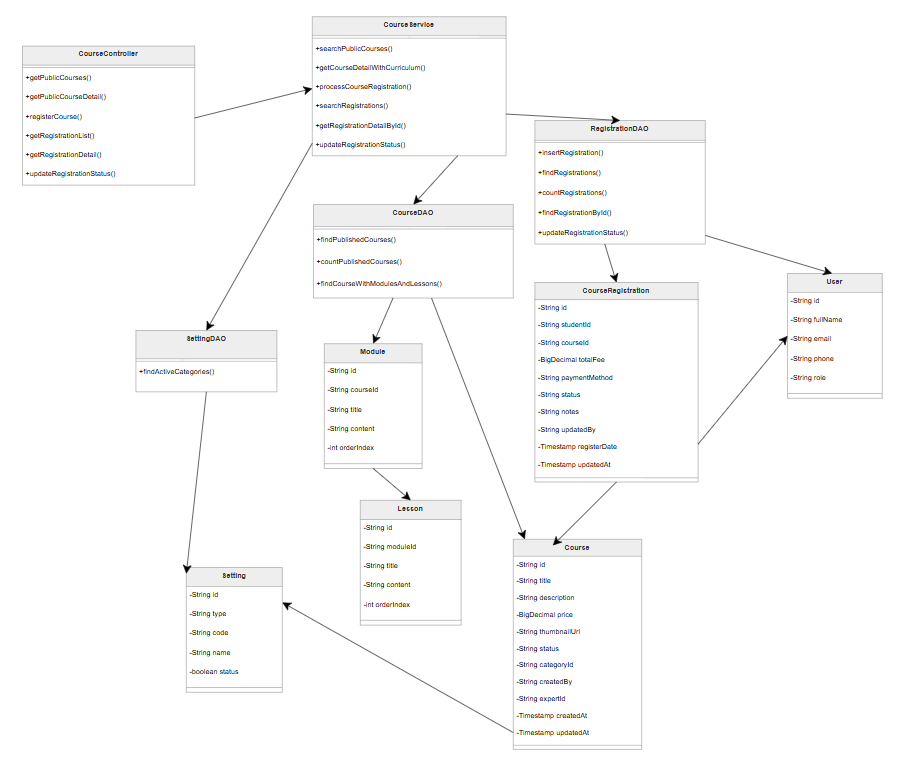 CourseService
+searchPublicCourses()
+getCourseDetailWithCurriculum()
+processCourseRegistration()
+searchRegistrations()
+getRegistrationDetailById()
+updateRegistrationStatus()
CourseController
+getPublicCourses()
+getPublicCourseDetail()
+registerCourse()
+getRegistrationList()
+getRegistrationDetail()
+updateRegistrationStatus()
RegistrationDAO
+insertRegistration()
+findRegistrations()
+countRegistrations()
+findRegistrationById()
+updateRegistrationStatus()
CourseDAO
+findPublishedCourses()
+countPublishedCourses()
+findCourseWithModulesAndLessons()
User
-String id
-String fullName
-String email
-String phone
-String role
CourseRegistration
-String id
-String studentId
-String courseId
-BigDecimal totalFee
-String paymentMethod
-String status
-String notes
-String updatedBy
-Timestamp registerDate
-Timestamp updatedAt
SettingDAO
+findActiveCategories()
Module
-String id
-String courseId
-String title
-String content
-int orderIndex
Lesson
-String id
-String moduleId
-String title
-String content
-int orderIndex
Course
-String id
-String title
-String description
-BigDecimal price
-String thumbnailUrl
-String status
-String categoryId
-String createdBy
-String expertId
-Timestamp createdAt
-Timestamp updatedAt
Setting
-String id
-String type
-String code
-String name
-boolean status